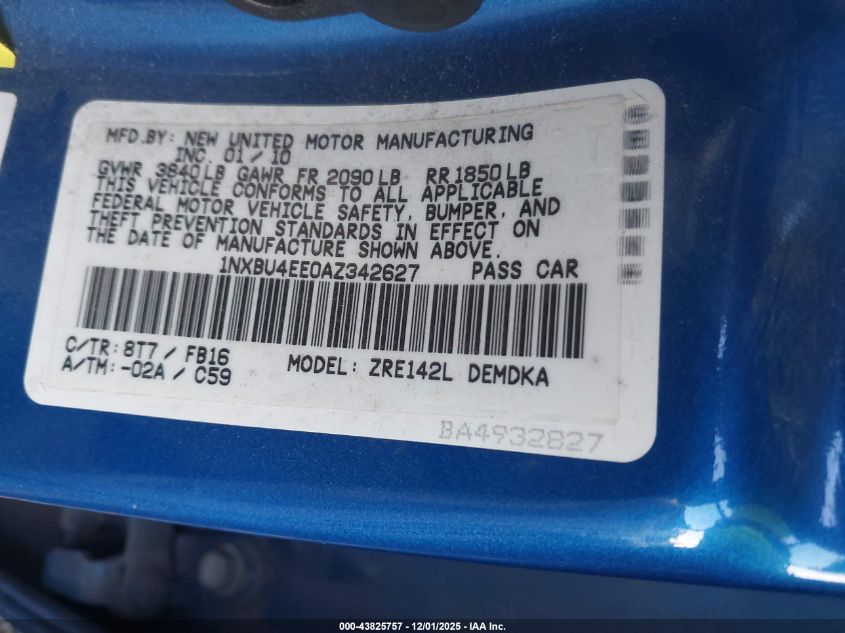 MFD.BY: NEW UNITED MOTOR MANUFACTURING
INC. 01/10
GVWR 3840LB GAWR FR 2090LB RR1850LB
THIS VEHICLE CONFORMS TO ALL APPLICABLE
FEDERAL MOTOR VEHICLE SAFETY, BUMPER, AND
THEFT PREVENTION STANDARDS IN EFFECT ON
THE DATE OF MANUFACTURE SHOWN ABOVE.
1NXBU4EE0AZ342627 PASS CAR
C/TR: 8T7 / FB16
A/TM: -02A / C59
MODEL: ZRE142L DEMDKA
BA4932827
000-43825757 - 12/01/2025 - IAA Inc.